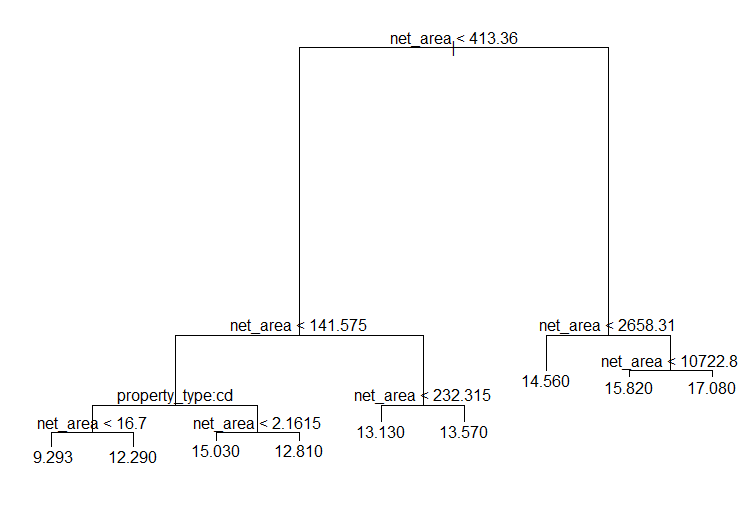 net_area < 413.36
net_area < 141.575
net_area < 2658.31
net_area < 10722.8
14.560
15.820
17.080
property_type:cd
net_area < 232.315
net_area < 16.7
net_area < 2.1615
13.130
13.570
9.293
12.290
15.030
12.810